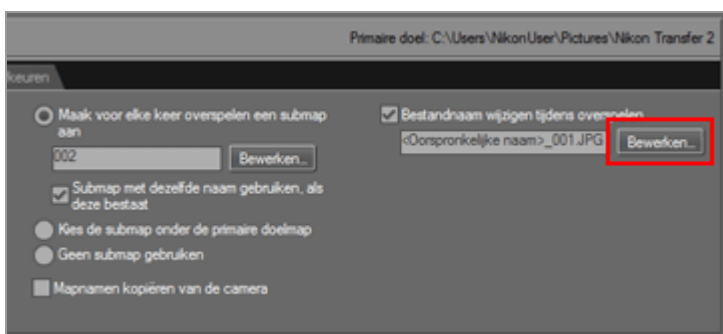 Primaire doel: C:\Users\NikonUser\Pictures\Nikon Transfer 2
keuren
Maak voor elke keer overspelen een submap
aan
002
Bewerken...
Submap met dezelfde naam gebruiken, als
deze bestaat
Kies de submap onder de primaire doelmap
Geen submap gebruiken
Mapnamen kopiëren van de camera
Bestandnaam wijzigen tijdens overspelen
<Oorspronkelijke naam>_001.JPG
Bewerken...